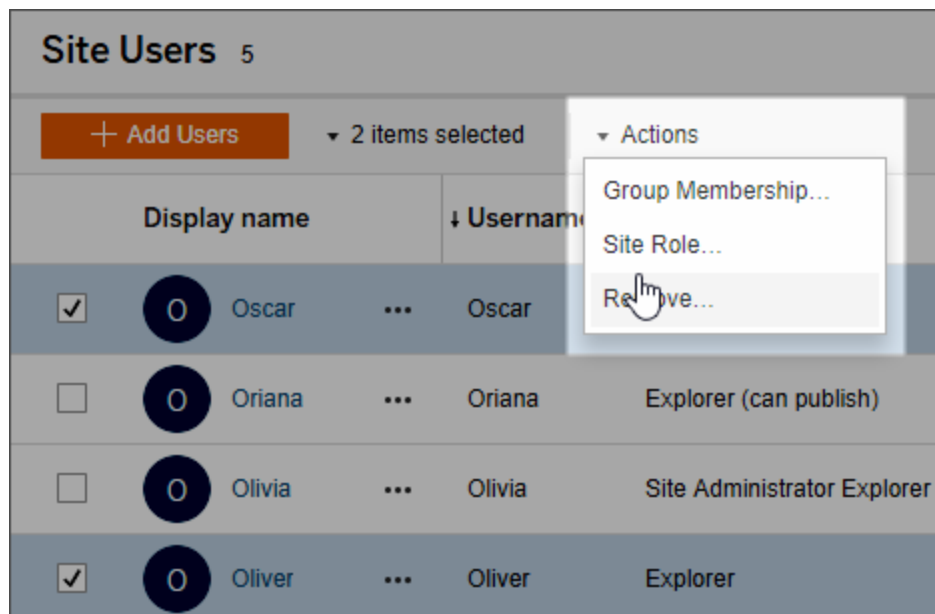 Site Users 5
+ Add Users 2 items selected Actions
Group Membership...
Display name Username
Site Role...
O Oscar ••• Oscar
O Oriana ••• Oriana Explorer (can publish)
O Olivia ••• Olivia Site Administrator Explorer
O Oliver ••• Oliver Explorer